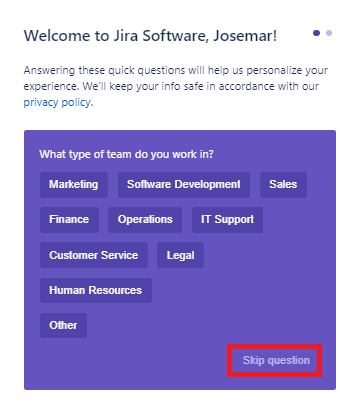 Welcome to Jira Software, Josemar!
Answering these quick questions will help us personalize your
experience. We'll keep your info safe in accordance with our
privacy policy.
What type of team do you work in?
Marketing Software Development Sales
Finance Operations IT Support
Customer Service Legal
Human Resources
Other
Skip question